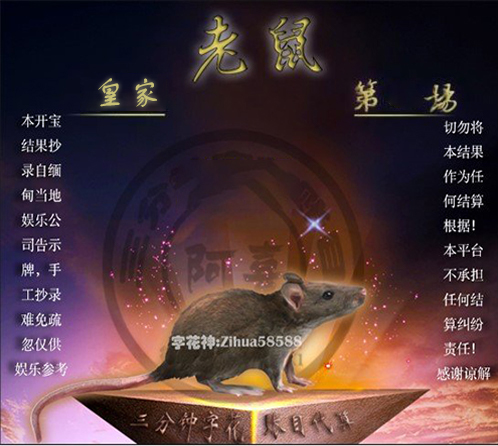 老鼠
皇家
第 场
本开宝
结果抄
录自缅
甸当地
娱乐公
司告示
牌，手
工抄录
难免疏
忽仅供
娱乐参考
切勿将
本结果
作为任
何结算
根据！
本平台
不承担
任何结
算纠纷
责任！
感谢谅解
字花神:Zihua58588
三分钟字花 账目代算